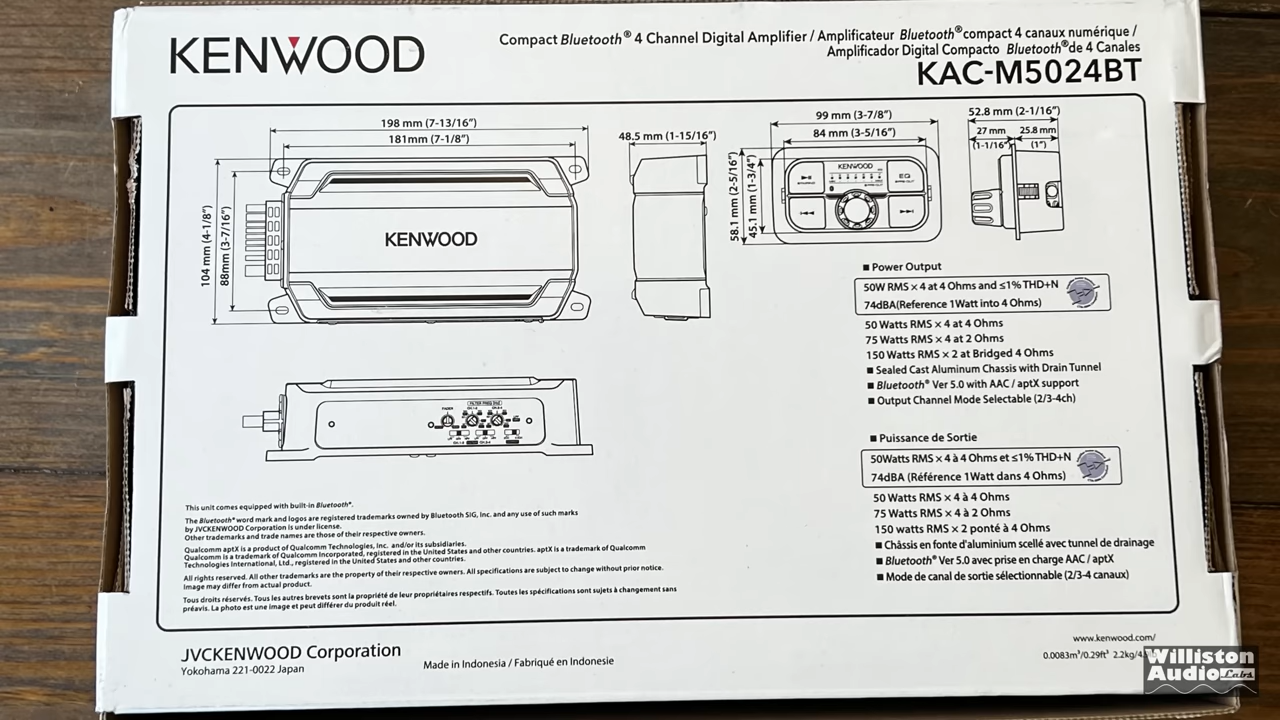 KENWOOD
Compact Bluetooth® 4 Channel Digital Amplifier / Amplificateur Bluetooth® compact 4 canaux numérique /
Amplificador Digital Compacto Bluetooth® de 4 Canales
KAC-M5024BT
198 mm (7-13/16”)
181mm (7-1/8”)
104 mm (4-1/8”)
88mm (3-7/16”)
KENWOOD
48.5 mm (1-15/16”)
99 mm (3-7/8”)
84 mm (3-5/16”)
58.1 mm (2-5/16”)
45.1 mm (1-3/4”)
KENWOOD
EQ
52.8 mm (2-1/16”)
27 mm
(1-1/16”)
25.8 mm
(1”)
■ Power Output
50W RMS × 4 at 4 Ohms and ≤1% THD+N
74dBA(Reference 1Watt into 4 Ohms)
50 Watts RMS × 4 at 4 Ohms
75 Watts RMS × 4 at 2 Ohms
150 Watts RMS × 2 at Bridged 4 Ohms
■ Sealed Cast Aluminum Chassis with Drain Tunnel
■ Bluetooth® Ver 5.0 with AAC / aptX support
■ Output Channel Mode Selectable (2/3-4ch)
FADER
FILTER FREQ (Hz)
■ Puissance de Sortie
50Watts RMS × 4 à 4 Ohms et ≤1% THD+N
74dBA (Référence 1Watt dans 4 Ohms)
50 Watts RMS × 4 à 4 Ohms
75 Watts RMS × 4 à 2 Ohms
150 watts RMS × 2 ponté à 4 Ohms
■ Châssis en fonte d'aluminium scellé avec tunnel de drainage
■ Bluetooth® Ver 5.0 avec prise en charge AAC / aptX
■ Mode de canal de sortie sélectionnable (2/3-4 canaux)
This unit comes equipped with built-in Bluetooth®.
The Bluetooth® word mark and logos are registered trademarks owned by Bluetooth SIG, Inc. and any use of such marks
by JVCKENWOOD Corporation is under license.
Other trademarks and trade names are those of their respective owners.
Qualcomm aptX is a product of Qualcomm Technologies, Inc. and/or its subsidiaries.
Qualcomm is a trademark of Qualcomm Incorporated, registered in the United States and other countries. aptX is a trademark of Qualcomm
Technologies International, Ltd., registered in the United States and other countries.
All rights reserved. All other trademarks are the property of their respective owners. All specifications are subject to change without prior notice.
Image may differ from actual product.
Tous droits réservés. Tous les autres brevets sont la propriété de leur propriétaires respectifs. Toutes les spécifications sont sujets à changement sans
préavis. La photo est une image et peut différer du produit réel.
JVCKENWOOD Corporation
Yokohama 221-0022 Japan
Made in Indonesia / Fabriqué en Indonesie
www.kenwood.com/
0.0083m³/0.29ft³ 2.2kg/4.
Williston
Audio Labs